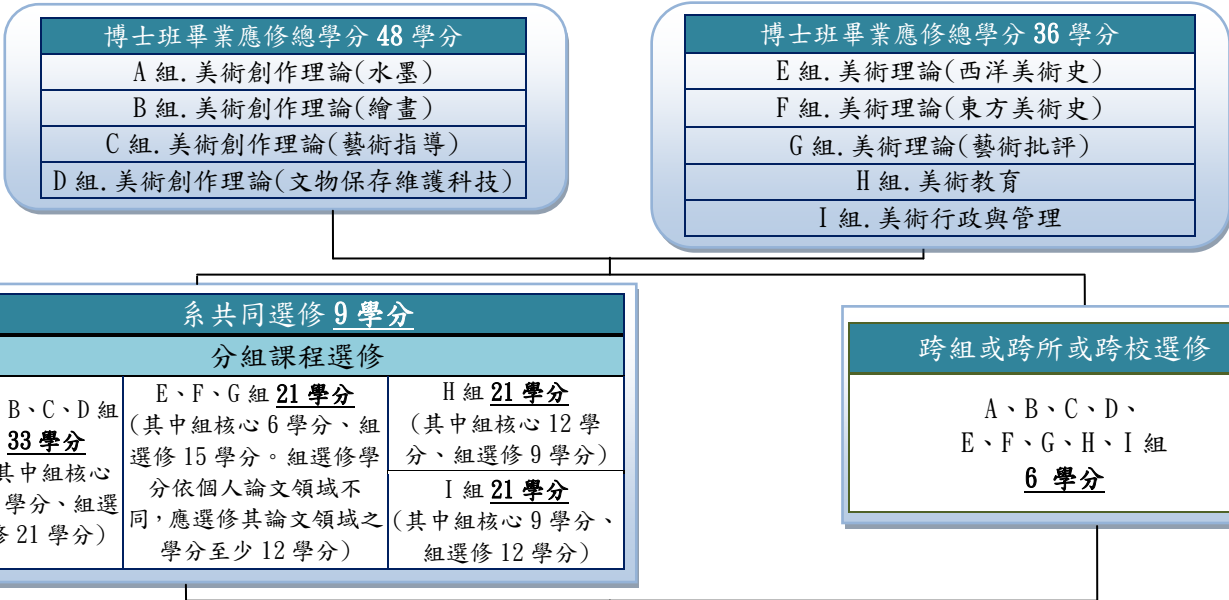 博士班畢業應修總學分 48 學分
A 組.美術創作理論(水墨)
B 組.美術創作理論(繪畫)
C 組.美術創作理論(藝術指導)
D 組.美術創作理論(文物保存維護科技)
博士班畢業應修總學分 36 學分
E 組.美術理論(西洋美術史)
F 組.美術理論(東方美術史)
G 組.美術理論(藝術批評)
H 組.美術教育
I 組.美術行政與管理
系共同選修 9 學分
分組課程選修
B、C、D 組
33 學分
其中組核心
學分、組選
修 21 學分)
E、F、G 組 21 學分
(其中組核心 6 學分、組
選修 15 學分。組選修學
分依個人論文領域不
同，應選修其論文領域之
學分至少 12 學分)
H 組 21 學分
(其中組核心 12 學
分、組選修 9 學分)
I 組 21 學分
(其中組核心 9 學分、
組選修 12 學分)
跨組或跨所或跨校選修
A、B、C、D、
E、F、G、H、I 組
6 學分